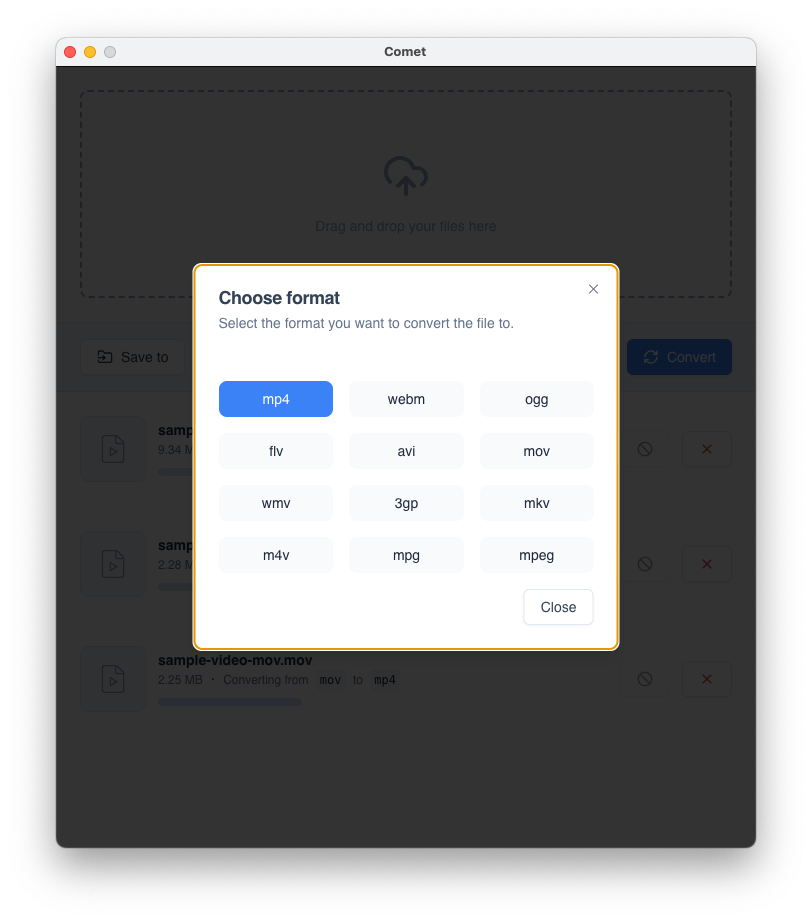 Comet
Drag and drop your files here
Choose format
Select the format you want to convert the file to.
Save to
Convert
mp4 webm ogg
flv avi mov
wmv 3gp mkv
m4v mpg mpeg
Close
9.34
2.28
sample-video-mov.mov
2.25 MB · Converting from mov to mp4